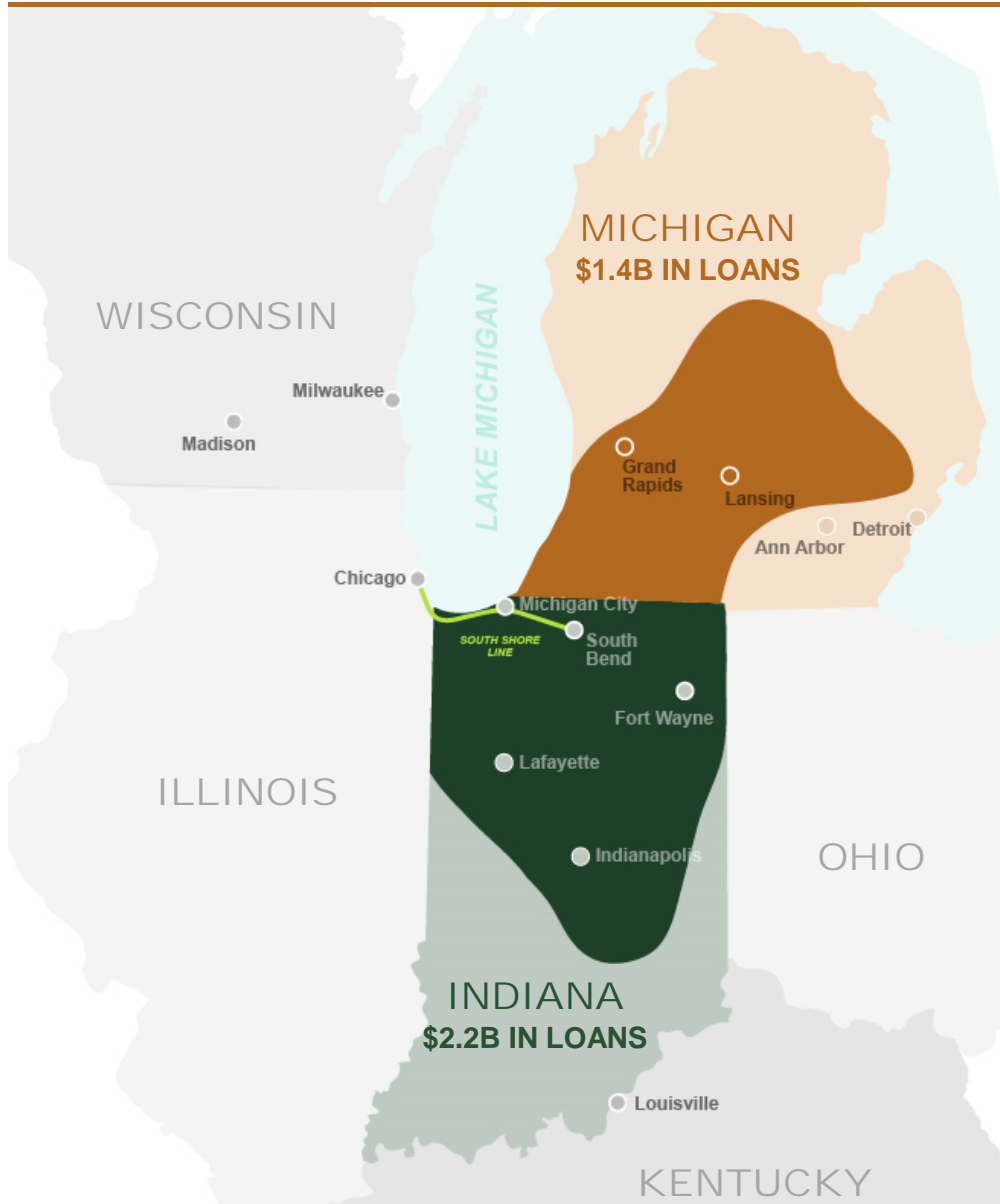 MICHIGAN
$1.4B IN LOANS
WISCONSIN
LAKE MICHIGAN
Milwaukee
Madison
Grand
Rapids
Lansing
Ann Arbor
Detroit
Chicago
Michigan City
SOUTH SHORE
LINE
South
Bend
Fort Wayne
Lafayette
ILLINOIS
Indianapolis
OHIO
INDIANA
$2.2B IN LOANS
Louisville
KENTUCKY